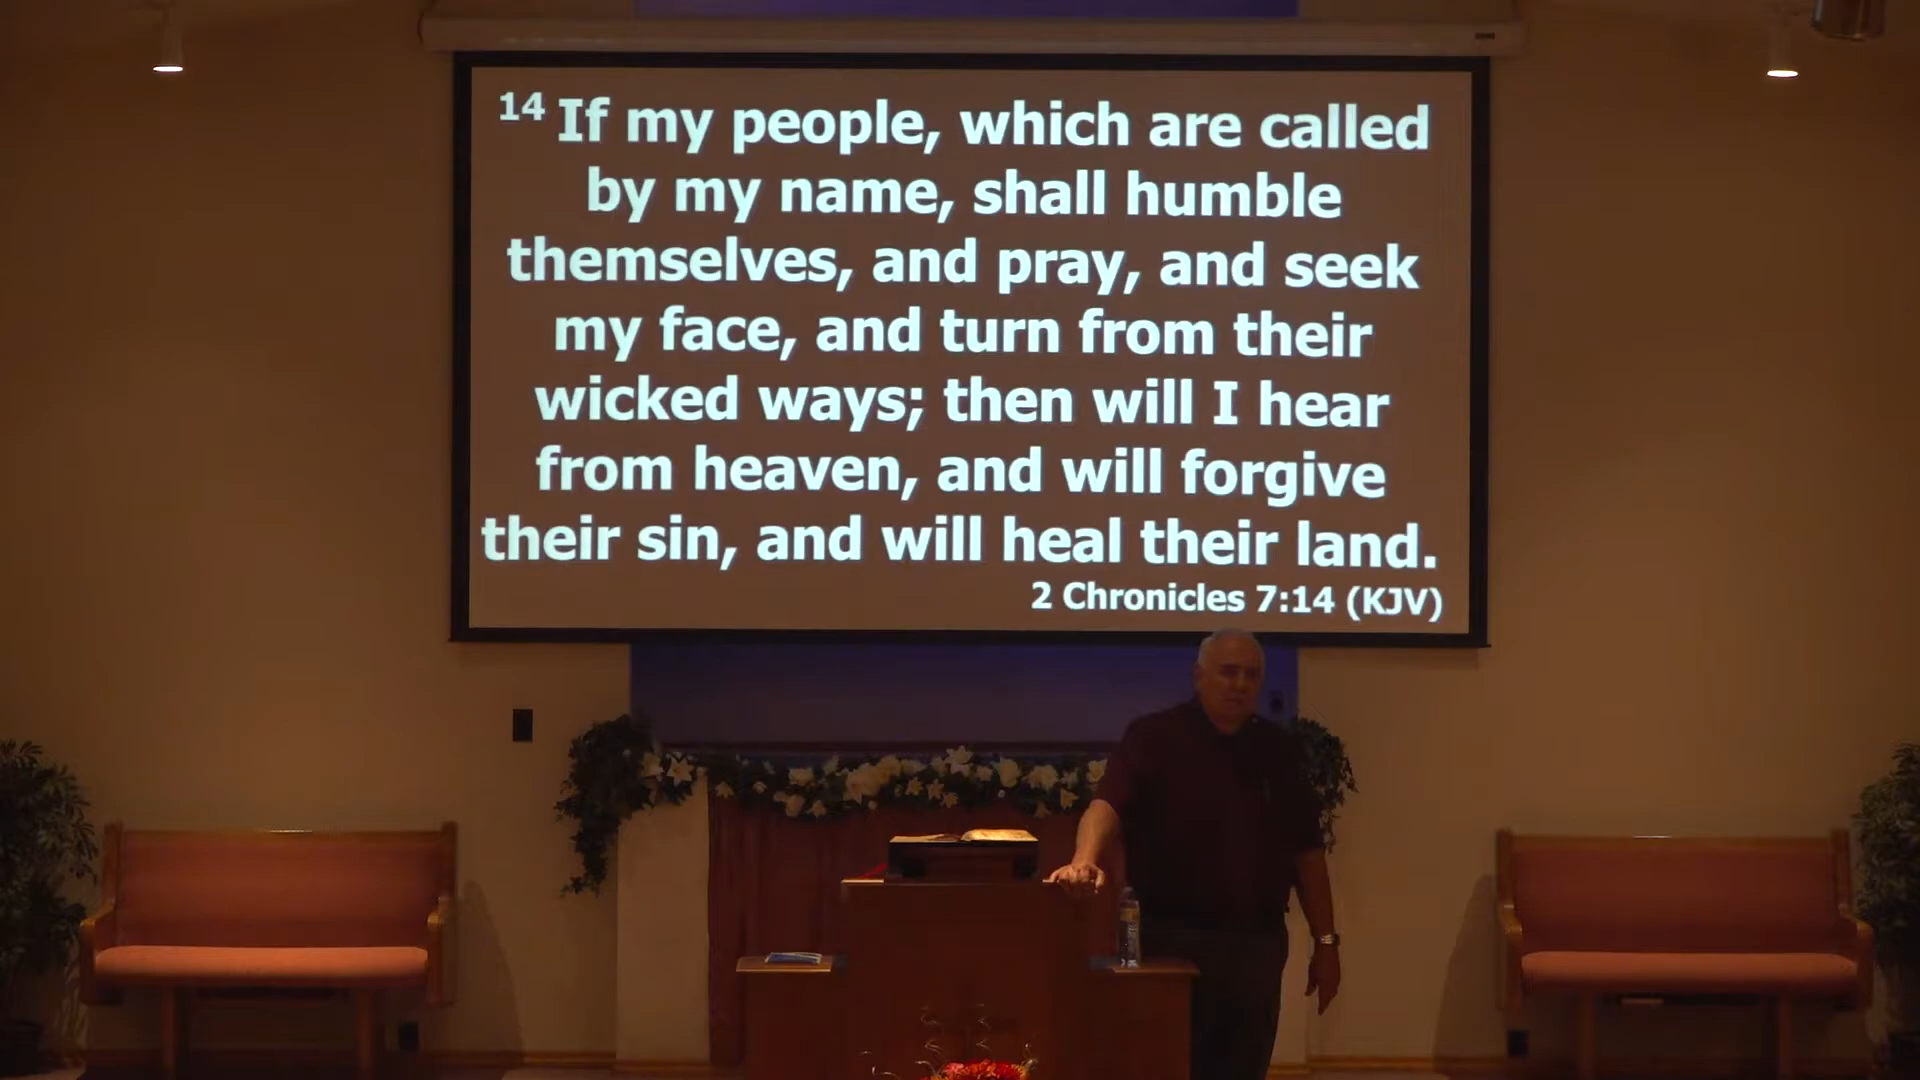 14 If my people, which are called
by my name, shall humble
themselves, and pray, and seek
my face, and turn from their
wicked ways; then will I hear
from heaven, and will forgive
their sin, and will heal their land.
2 Chronicles 7:14 (KJV)